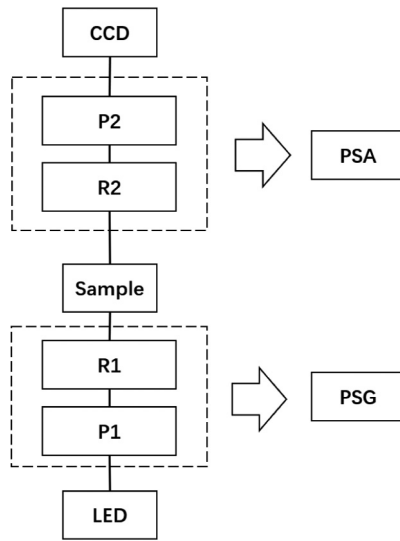 CCD
P2
R2
PSA
Sample
R1
P1
PSG
LED